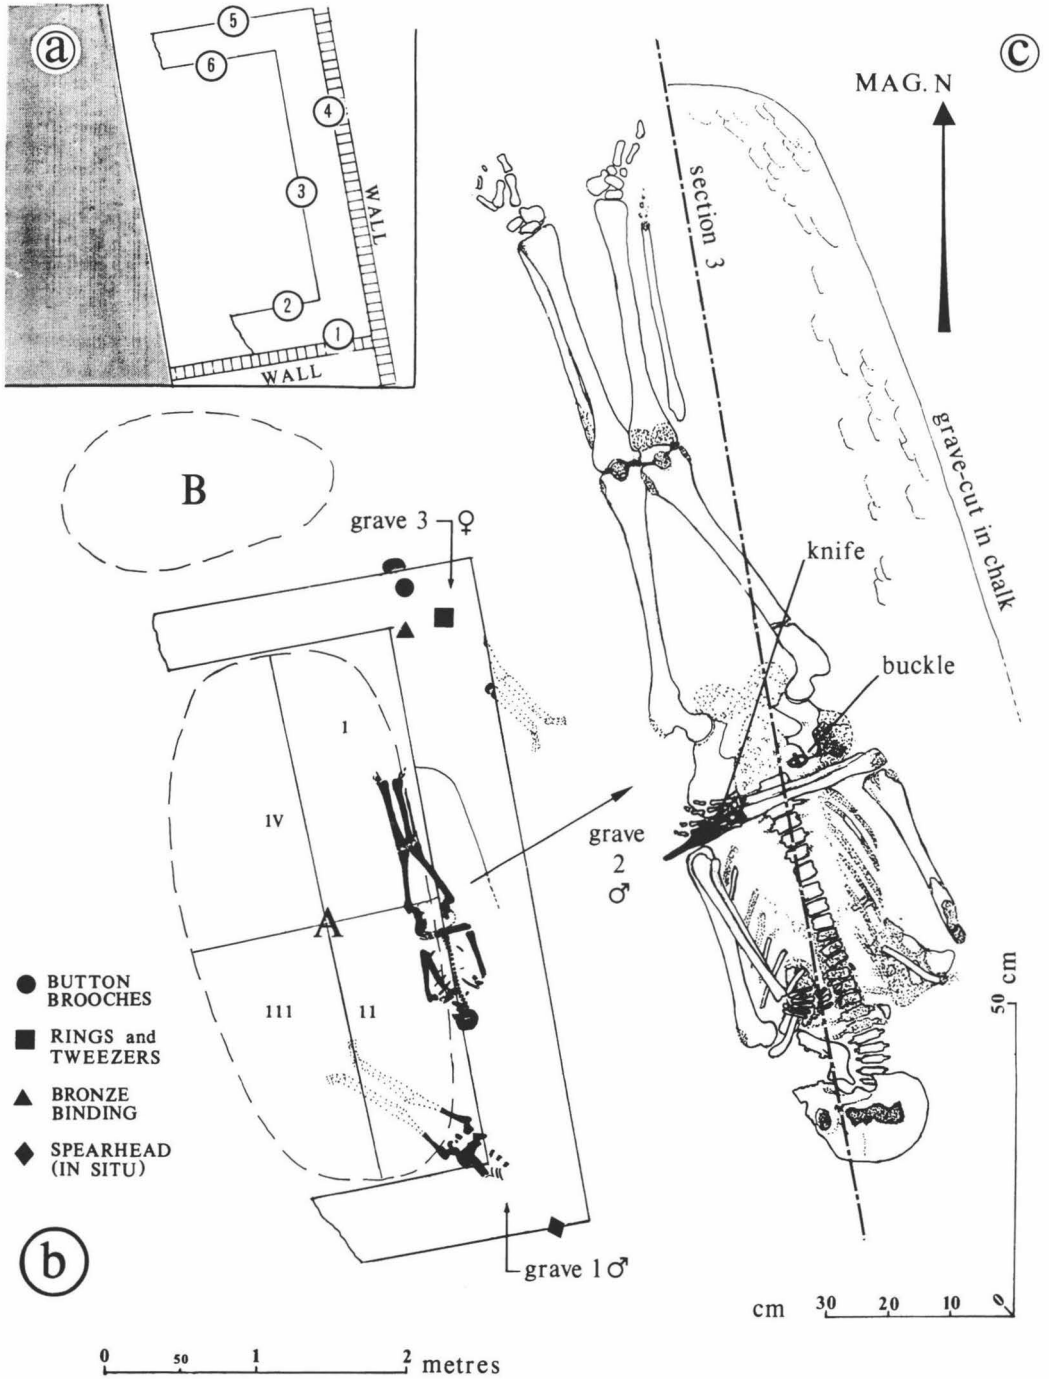 a
5
6
4
3
WALL
2
1
WALL
c
MAG. N
section 3
grave-cut in chalk
knife
buckle
B
grave 3 ♀
I
IV
A
III
II
grave
2
♂
BUTTON
BROOCHES
RINGS and
TWEEZERS
BRONZE
BINDING
SPEARHEAD
(IN SITU)
b
grave 1 ♂
50 cm
cm 30 20 10 0
0 50 1 2 metres